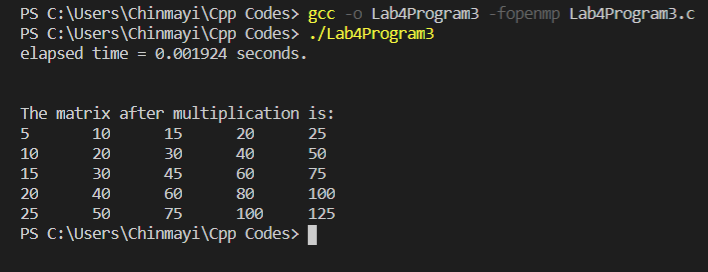 PS C:\Users\Chinmayi\Cpp Codes> gcc -o Lab4Program3 -fopenmp Lab4Program3.c
PS C:\Users\Chinmayi\Cpp Codes> ./Lab4Program3
elapsed time = 0.001924 seconds.
The matrix after multiplication is:
5 10 15 20 25
10 20 30 40 50
15 30 45 60 75
20 40 60 80 100
25 50 75 100 125
PS C:\Users\Chinmayi\Cpp Codes>